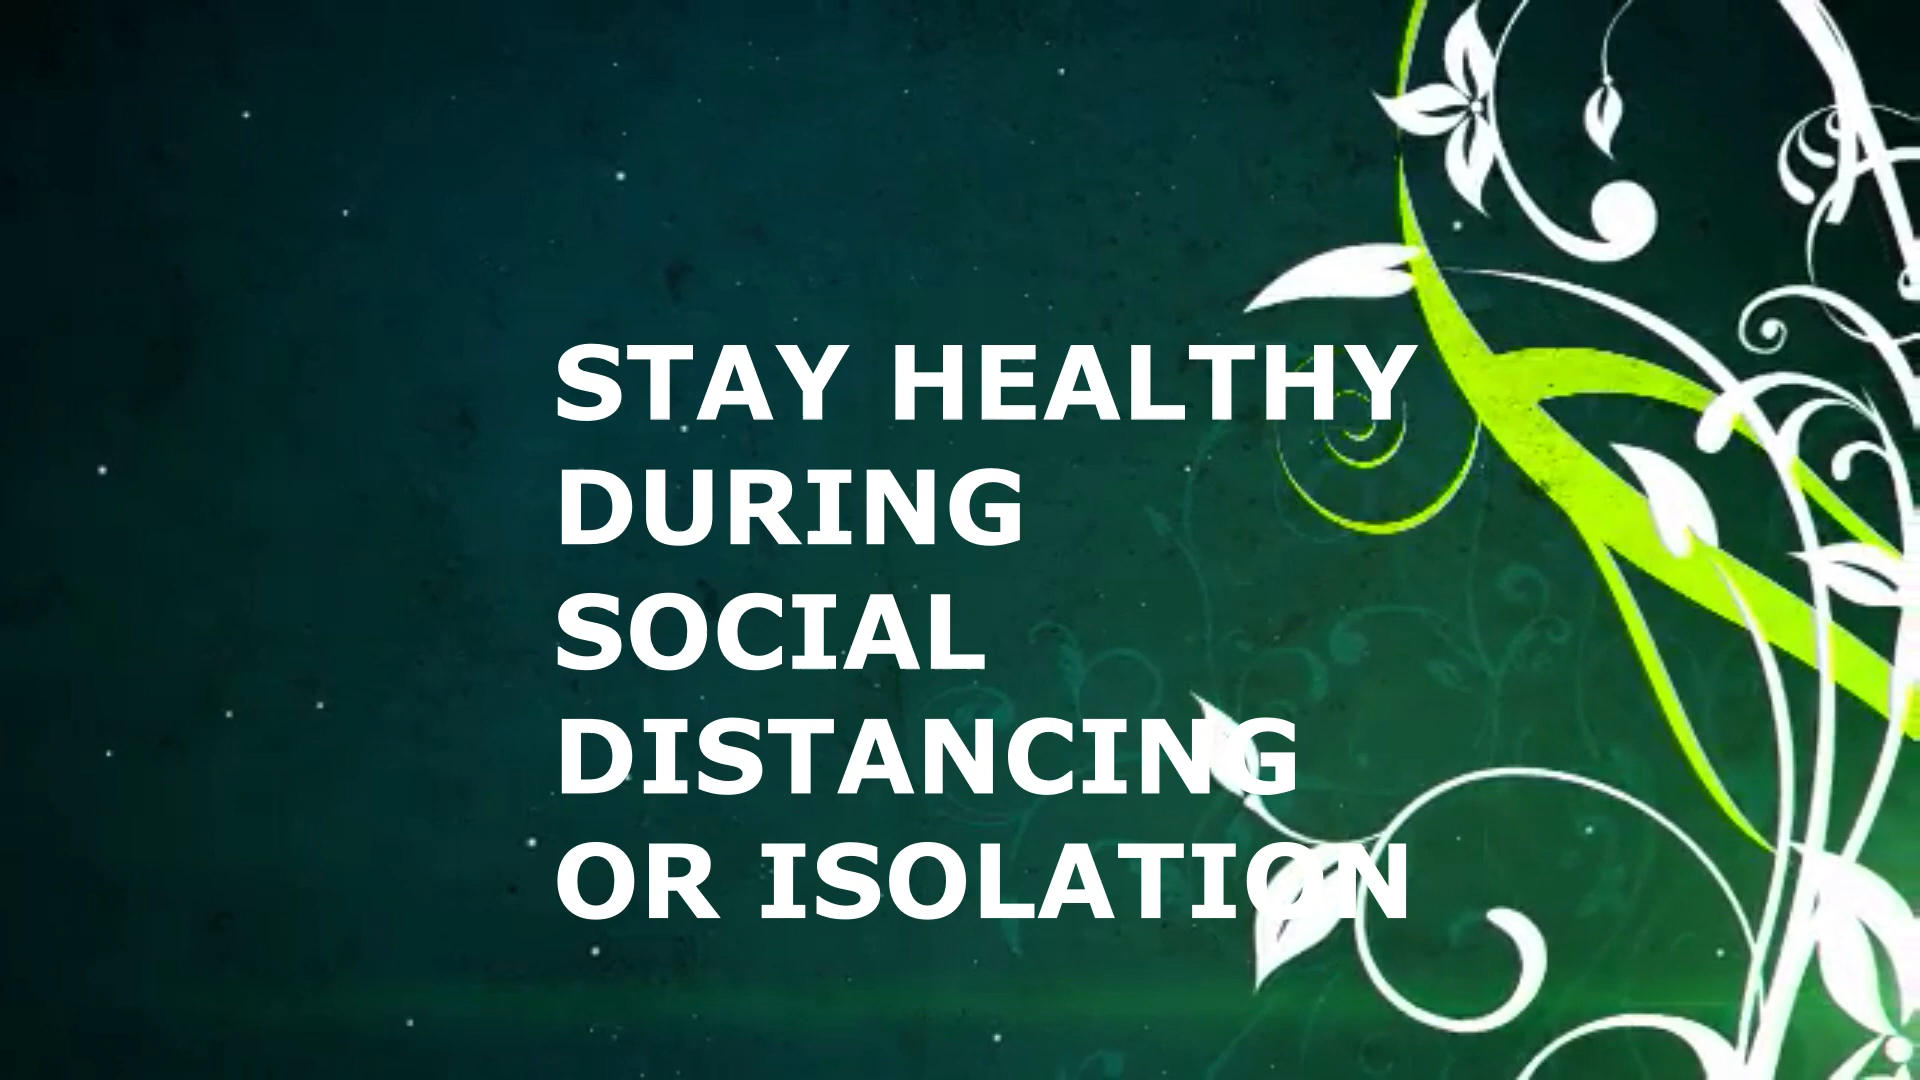 STAY HEALTHY
DURING
SOCIAL
DISTANCING
OR ISOLATION